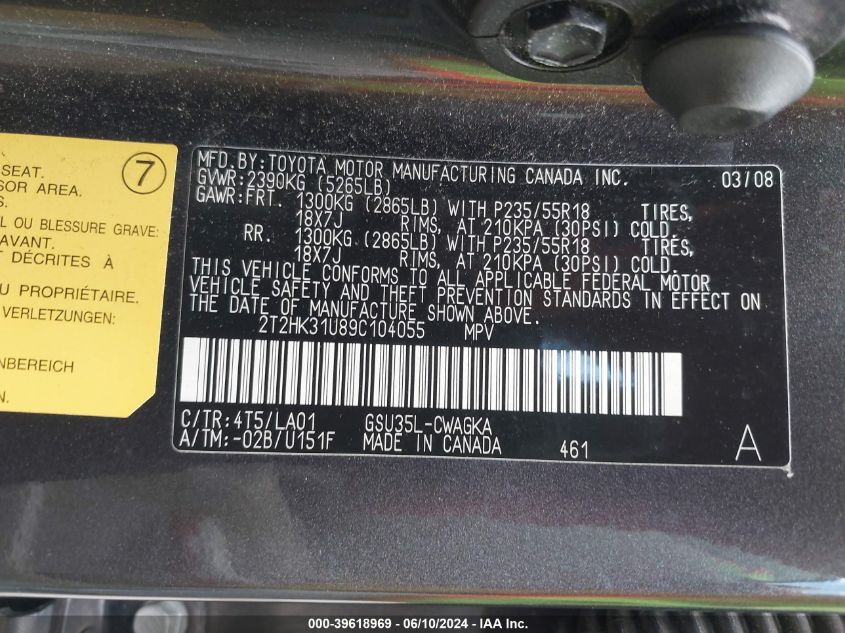 SEAT.
SOR AREA.
S.
L OU BLESSURE GRAVE:
AVANT.
DÉCRITES À
U PROPRIÉTAIRE.
VERLETZUNGEN:
NBEREICH
7
MFD.BY:TOYOTA MOTOR MANUFACTURING CANADA INC. 03/08
GVWR:2390KG (5265LB)
GAWR:FRT. 1300KG (2865LB) WITH P235/55R18 TIRES,
18X7J RIMS, AT 210KPA (30PSI) COLD.
RR. 1300KG (2865LB) WITH P235/55R18 TIRES,
18X7J RIMS, AT 210KPA (30PSI) COLD.
THIS VEHICLE CONFORMS TO ALL APPLICABLE FEDERAL MOTOR
VEHICLE SAFETY AND THEFT PREVENTION STANDARDS IN EFFECT ON
THE DATE OF MANUFACTURE SHOWN ABOVE.
2T2HK31U89C104055 MPV
C/TR:4T5/LA01 GSU35L-CWAGKA
A/TM:-02B/U151F MADE IN CANADA 461 A
000-39618969 - 06/10/2024 - IAA Inc.